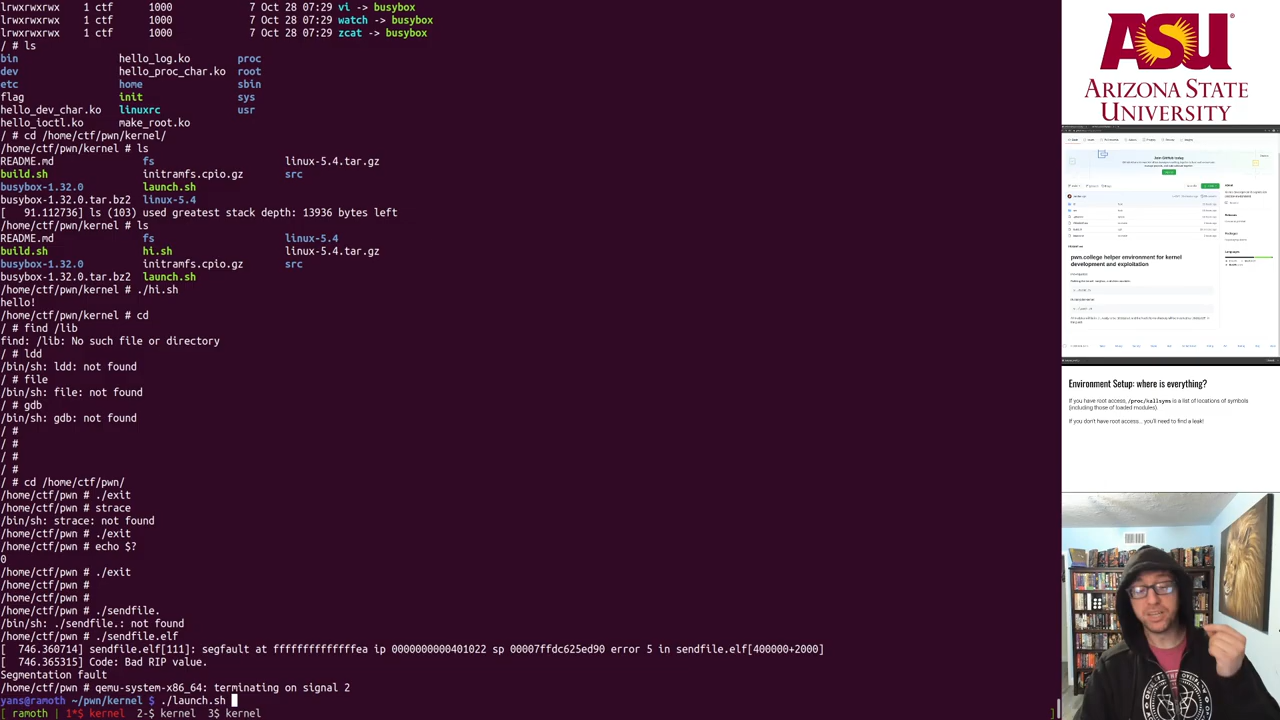 lrwxrwxrwx 1 ctf 1000 7 Oct 28 07:29 vi -> busybox
lrwxrwxrwx 1 ctf 1000 7 Oct 28 07:29 watch -> busybox
lrwxrwxrwx 1 ctf 1000 7 Oct 28 07:29 zcat -> busybox
/ # ls
bin hello_log.ko proc
dev hello_proc_char.ko root
etc home sbin
flag init sys
hello_dev_char.ko linuxrc usr
hello_ioctl.ko make_root.ko
/ # cd /home/ctf/pwn/kernel/
/home/ctf/pwn/kernel # ls
README.md fs linux-5.4.tar.gz
build.sh initramfs.cpio.gz src
busybox-1.32.0 launch.sh
busybox-1.32.0.tar.bz2 linux-5.4
[ 91.112736] ls (103) used greatest stack depth: 13936 bytes left
README.md fs linux-5.4
build.sh hi.sh linux-5.4.tar.gz
busybox-1.32.0 initramfs.cpio.gz src
busybox-1.32.0.tar.bz2 launch.sh
/home/ctf/pwn/kernel # ./hi.sh
hello!
/home/ctf/pwn/kernel # cd
/ # find /lib
find: /lib: No such file or directory
/ # ldd
/bin/sh: ldd: not found
/ # file
/bin/sh: file: not found
/ # gdb
/bin/sh: gdb: not found
/ #
/ #
/ #
/ #
/ # cd /home/ctf/pwn/
/home/ctf/pwn # ./exit
/home/ctf/pwn # strace
/bin/sh: strace: not found
/home/ctf/pwn # ./exit
/home/ctf/pwn # echo $?
0
/home/ctf/pwn # ./exit
/home/ctf/pwn #
/home/ctf/pwn #
/home/ctf/pwn # ./sendfile.
/bin/sh: ./sendfile.: not found
/home/ctf/pwn # ./sendfile.elf
[ 746.360714] sendfile.elf[111]: segfault at ffffffffffffffea ip 0000000000401022 sp 00007ffdc625ed90 error 5 in sendfile.elf[400000+2000]
[ 746.365315] Code: Bad RIP value.
Segmentation fault
/home/ctf/pwn # qemu-system-x86_64: terminating on signal 2
yans@ramoth ~/pwn/kernel $ ./launch.sh
[ ramoth | 1*$ kernel 2-$ kernel 3$ kernel ]
ASU
ARIZONA STATE
UNIVERSITY
Join GitHub today
pwn.college helper environment for kernel
development and exploitation
Environment Setup: where is everything?
If you have root access, /proc/kallsyms is a list of locations of symbols
(including those of loaded modules).
If you don't have root access... you'll need to find a leak!